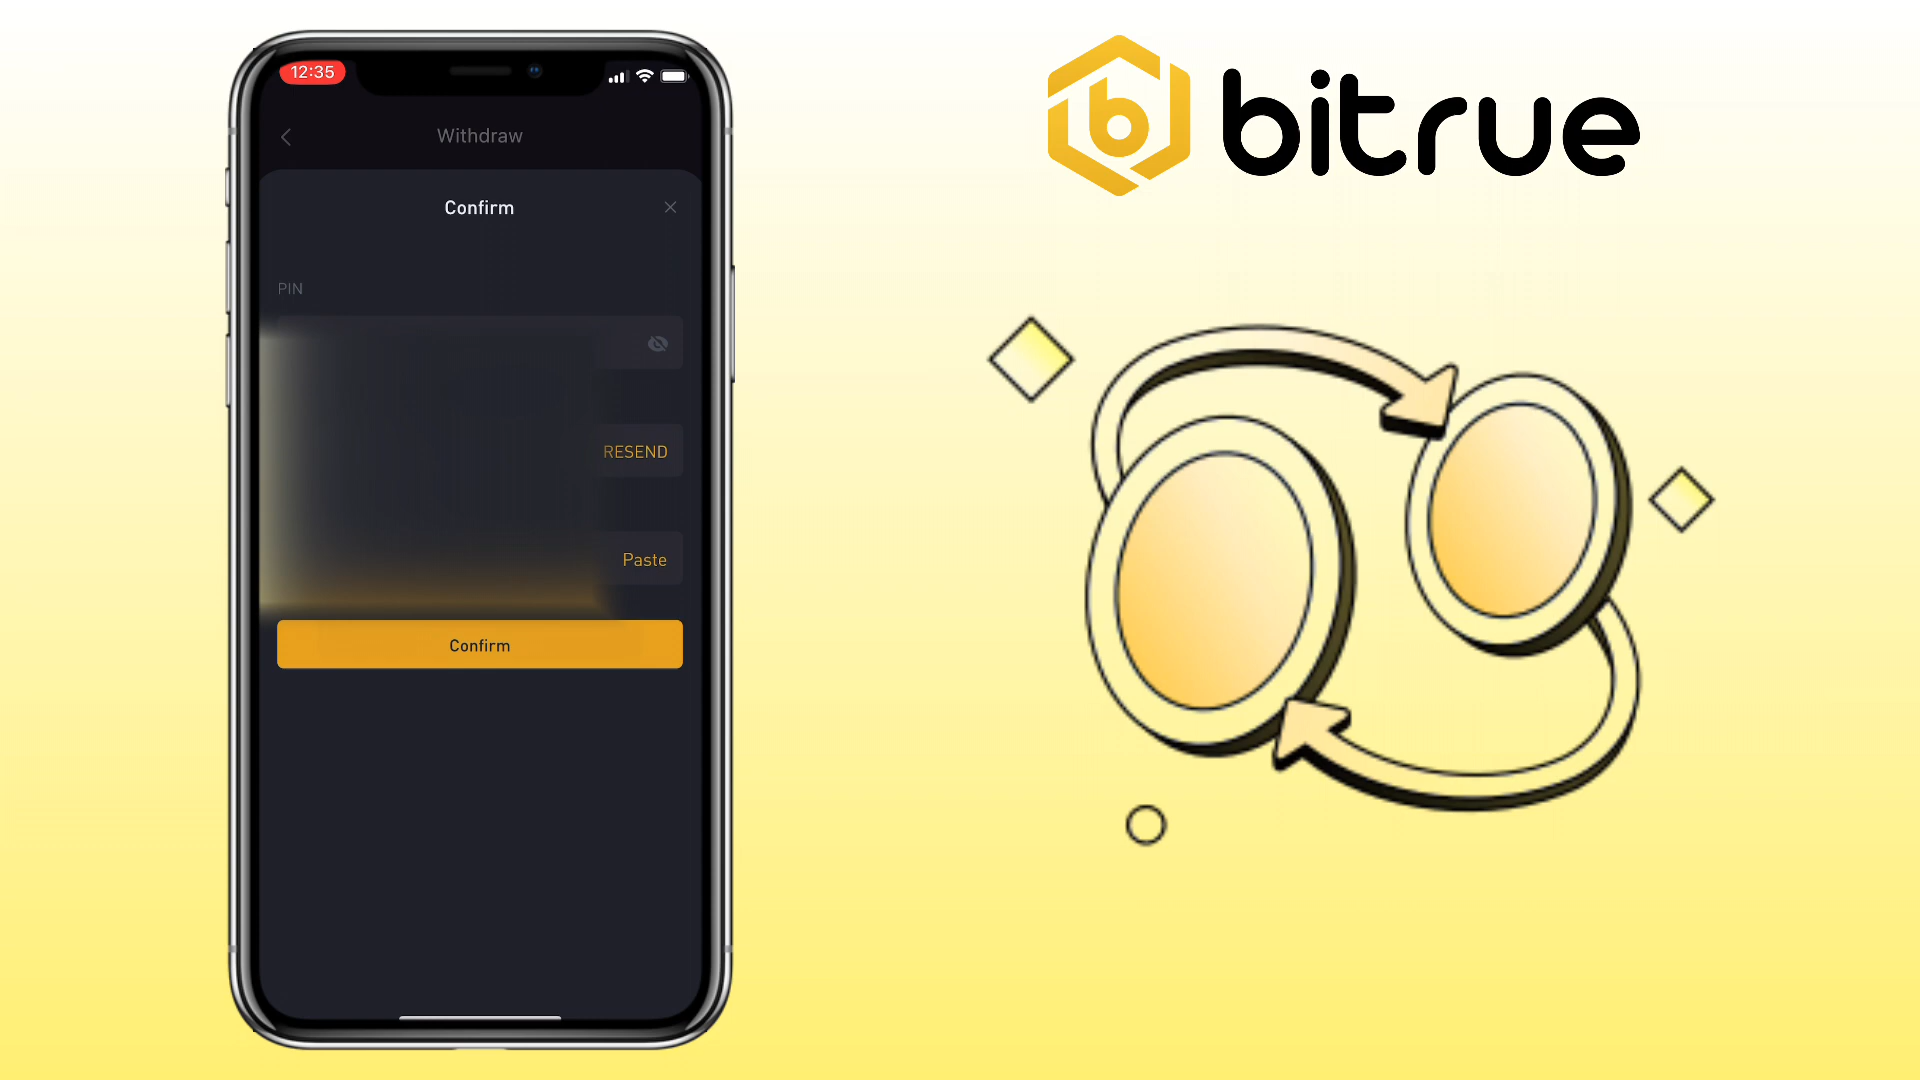 12:35
Withdraw
Confirm
PIN
RESEND
Paste
Confirm
bitrue